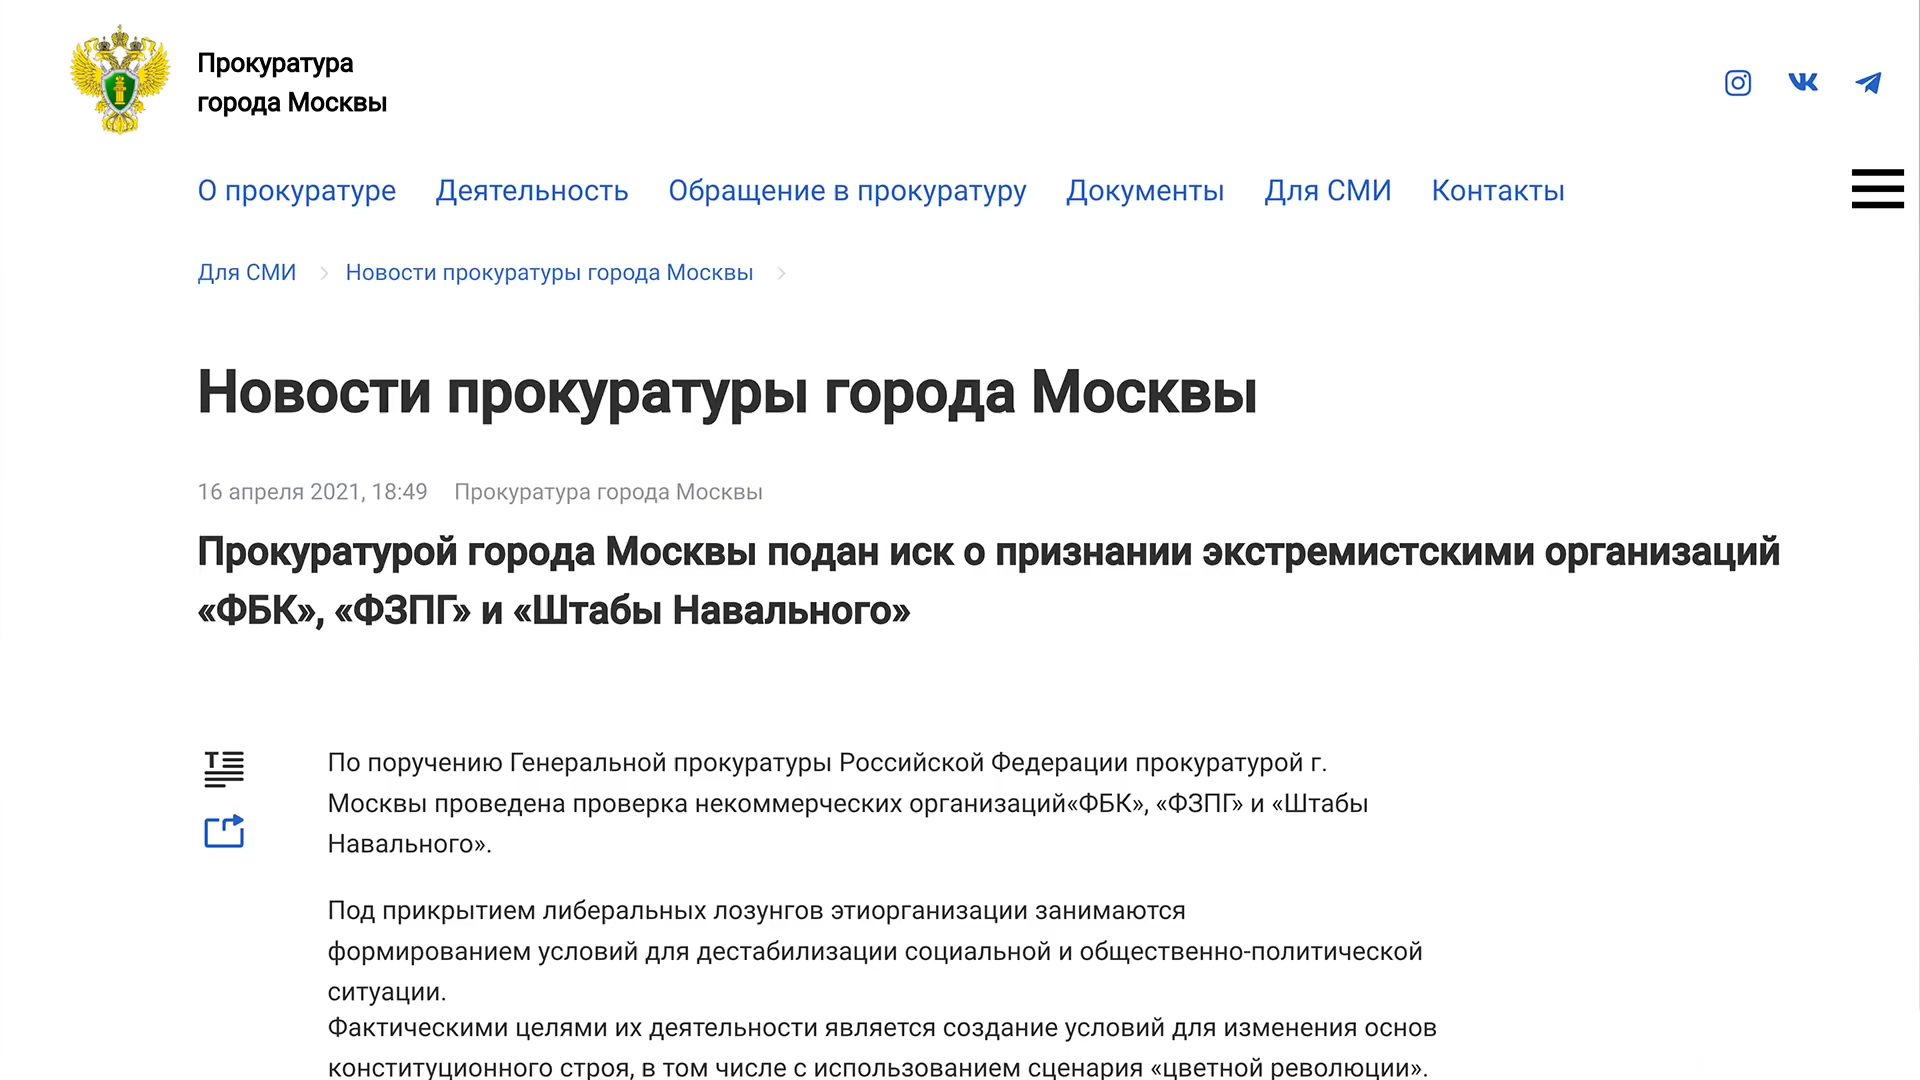 Прокуратура
города Москвы
О прокуратуре Деятельность Обращение в прокуратуру Документы Для СМИ Контакты
Для СМИ Новости прокуратуры города Москвы
Новости прокуратуры города Москвы
16 апреля 2021, 18:49 Прокуратура города Москвы
Прокуратурой города Москвы подан иск о признании экстремистскими организаций
«ФБК», «ФЗПГ» и «Штабы Навального»
По поручению Генеральной прокуратуры Российской Федерации прокуратурой г.
Москвы проведена проверка некоммерческих организаций«ФБК», «ФЗПГ» и «Штабы
Навального».
Под прикрытием либеральных лозунгов этиорганизации занимаются
формированием условий для дестабилизации социальной и общественно-политической
ситуации.
Фактическими целями их деятельности является создание условий для изменения основ
конституционного строя, в том числе с использованием сценария «цветной революции».